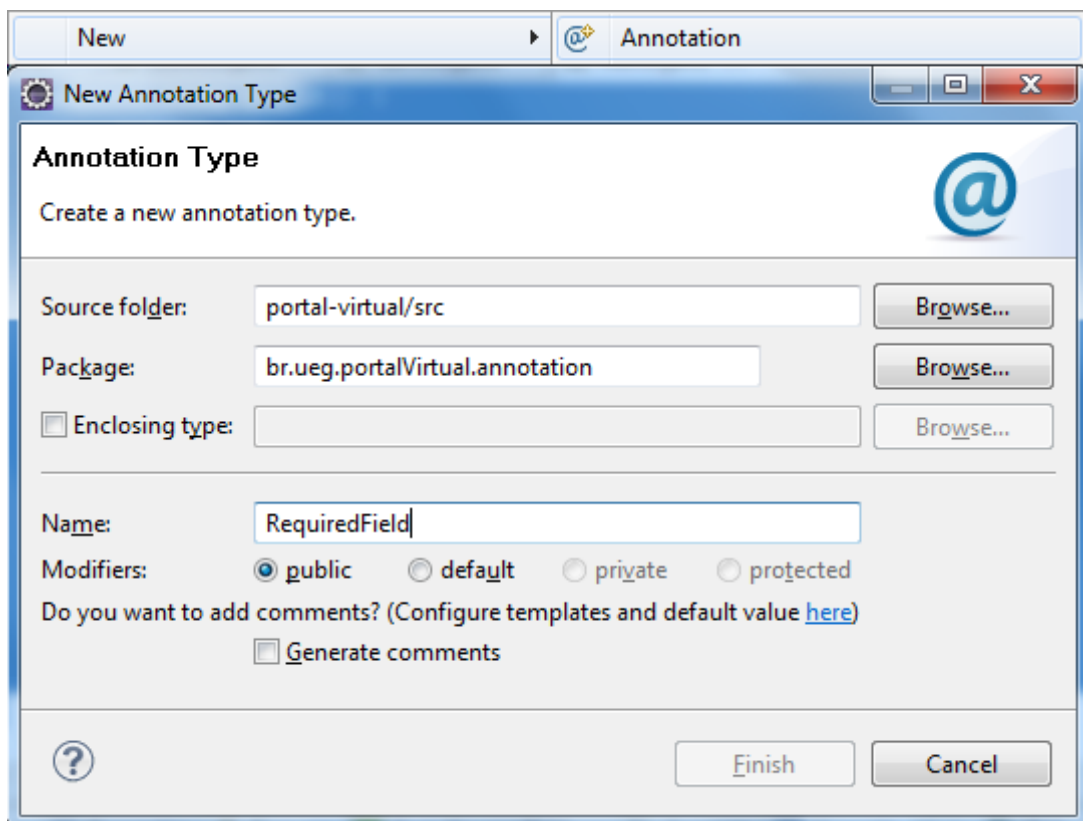 New Annotation
New Annotation Type
Annotation Type
Create a new annotation type.
Source folder: portal-virtual/src Browse...
Package: br.ueg.portalVirtual.annotation Browse...
Enclosing type: Browse...
Name: RequiredField
Modifiers: public default private protected
Do you want to add comments? (Configure templates and default value here)
Generate comments
Finish Cancel